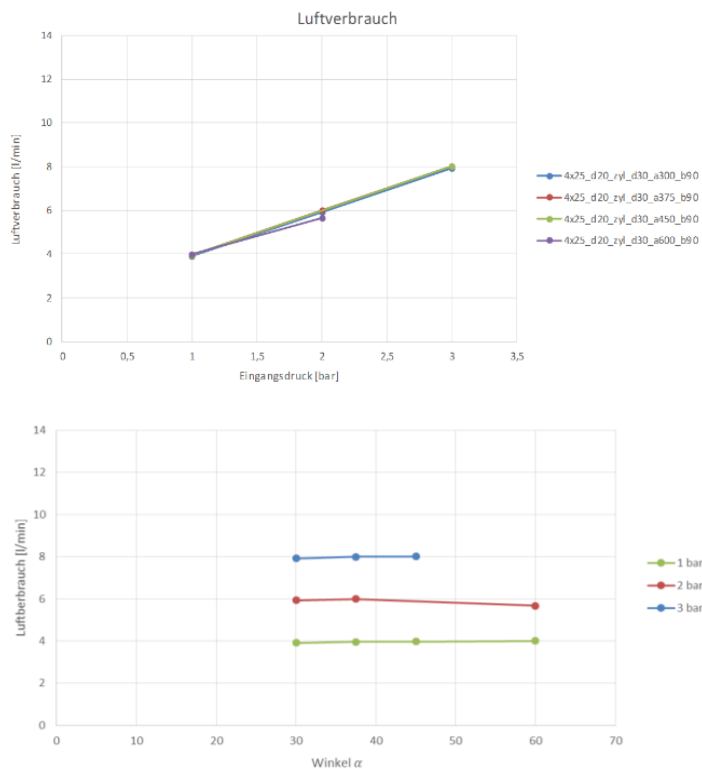 Luftverbrauch
14
12
10
8
6
4
2
0
Luftverbrauch [l/min]
0 0,5 1 1,5 2 2,5 3 3,5
Eingangsdruck [bar]
4x25_d20_zyl_d30_a300_b90
4x25_d20_zyl_d30_a375_b90
4x25_d20_zyl_d30_a450_b90
4x25_d20_zyl_d30_a600_b90
14
12
10
8
6
4
2
0
Luftberbrauch [l/min]
0 10 20 30 40 50 60 70
Winkel α
1 bar
2 bar
3 bar